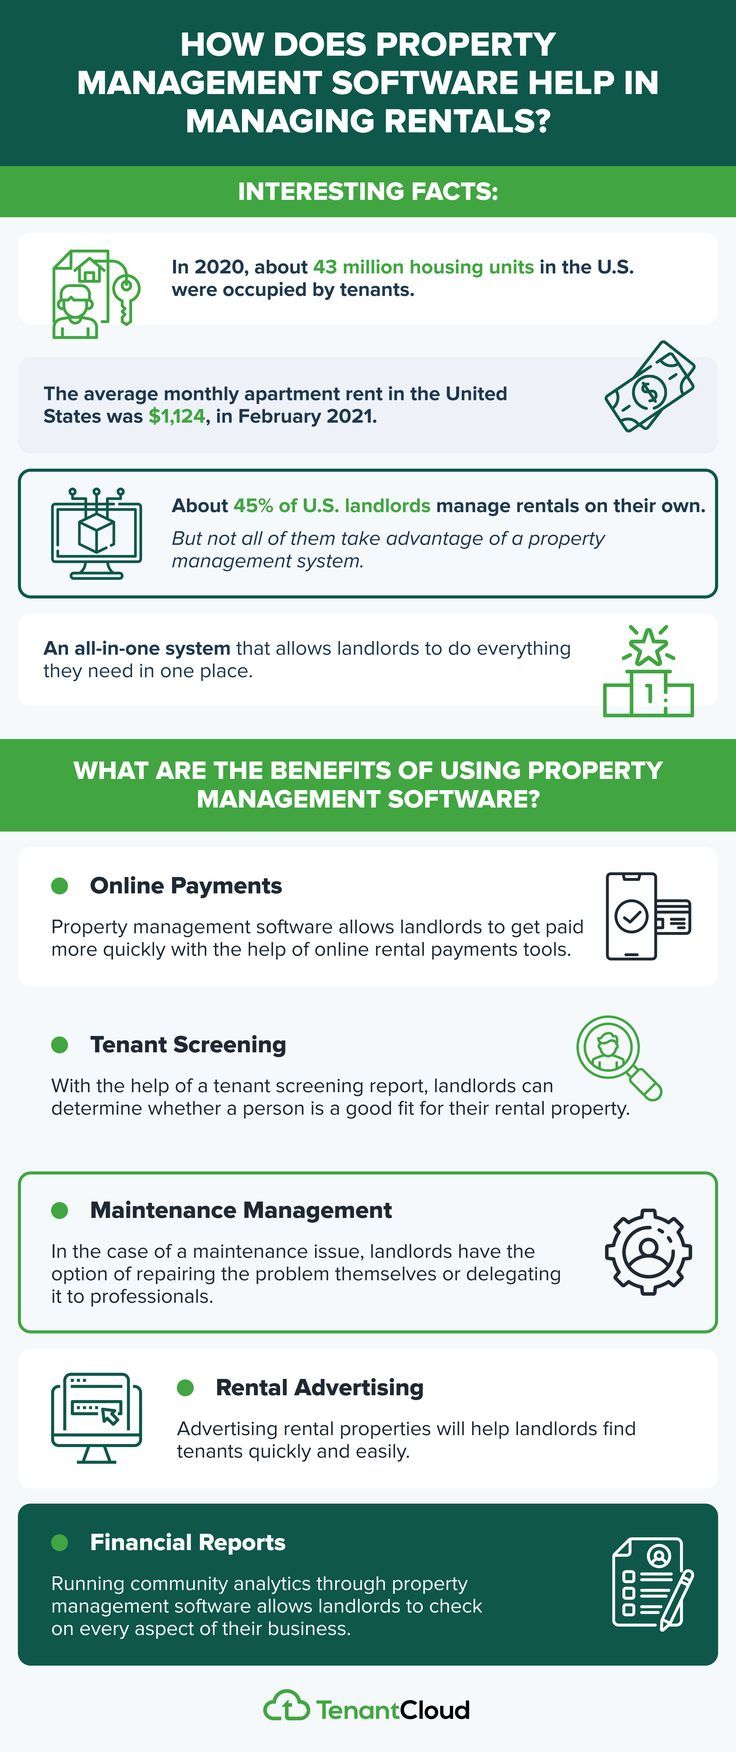 HOW DOES PROPERTY
MANAGEMENT SOFTWARE HELP IN
MANAGING RENTALS?
INTERESTING FACTS:
In 2020, about 43 million housing units in the U.S.
were occupied by tenants.
The average monthly apartment rent in the United
States was $1,124, in February 2021.
About 45% of U.S. landlords manage rentals on their own.
But not all of them take advantage of a property
management system.
An all-in-one system that allows landlords to do everything
they need in one place.
1
WHAT ARE THE BENEFITS OF USING PROPERTY
MANAGEMENT SOFTWARE?
Online Payments
Property management software allows landlords to get paid
more quickly with the help of online rental payments tools.
Tenant Screening
With the help of a tenant screening report, landlords can
determine whether a person is a good fit for their rental property.
Maintenance Management
In the case of a maintenance issue, landlords have the
option of repairing the problem themselves or delegating
it to professionals.
Rental Advertising
Advertising rental properties will help landlords find
tenants quickly and easily.
Financial Reports
Running community analytics through property
management software allows landlords to check
on every aspect of their business.
TenantCloud